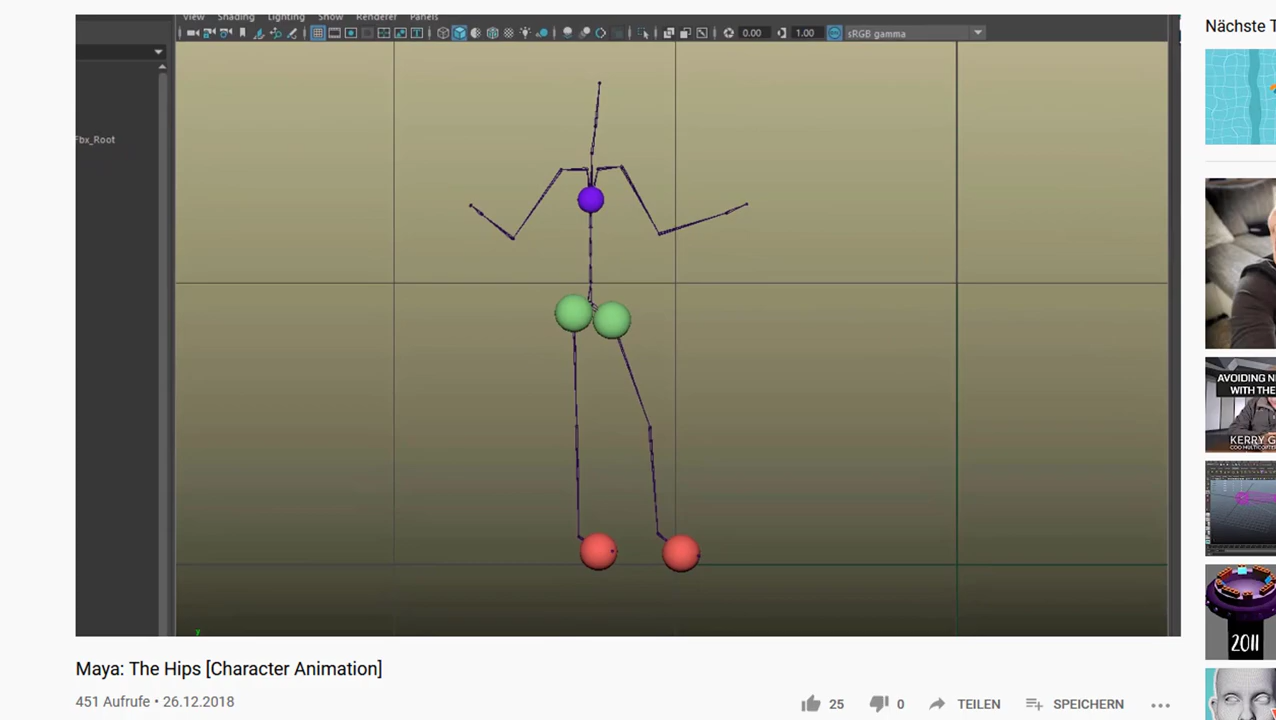 View Shading Lighting Show Renderer Panels
0.00 1.00 sRGB gamma
Fbx_Root
Maya: The Hips [Character Animation]
451 Aufrufe • 26.12.2018
25 0 TEILEN SPEICHERN
Nächste T
AVOIDING
WITH THE
KERRY G
2011